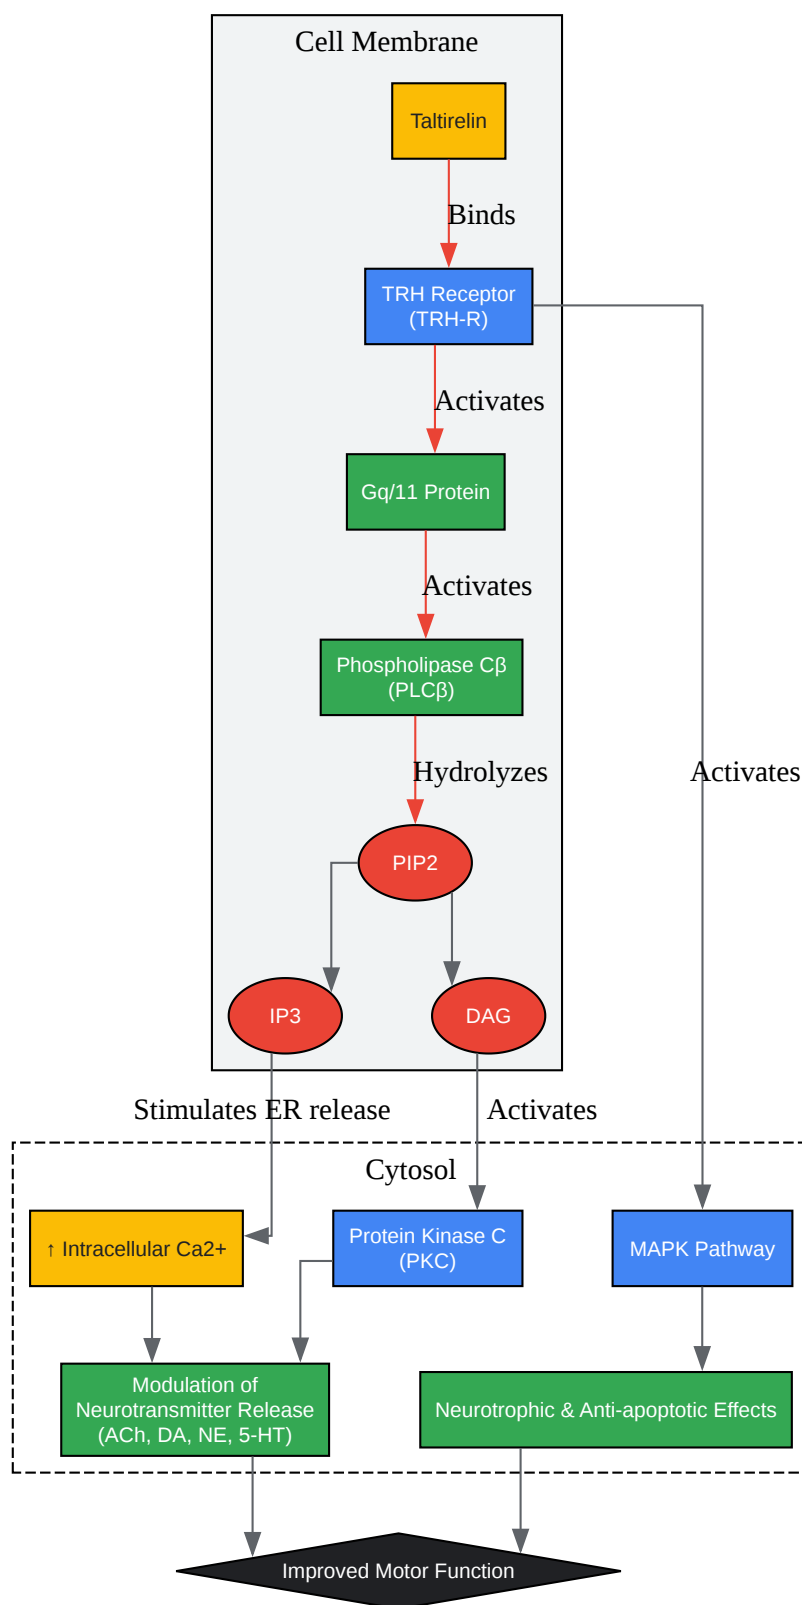 Cell Membrane
Taltirelin
Binds
TRH Receptor
(TRH-R)
Activates
Gq/11 Protein
Activates
Phospholipase Cβ
(PLCβ)
Hydrolyzes
Activates
PIP2
IP3
DAG
Stimulates ER release
Activates
Cytosol
↑ Intracellular Ca2+
Protein Kinase C
(PKC)
MAPK Pathway
Modulation of
Neurotransmitter Release
(ACh, DA, NE, 5-HT)
Neurotrophic & Anti-apoptotic Effects
Improved Motor Function